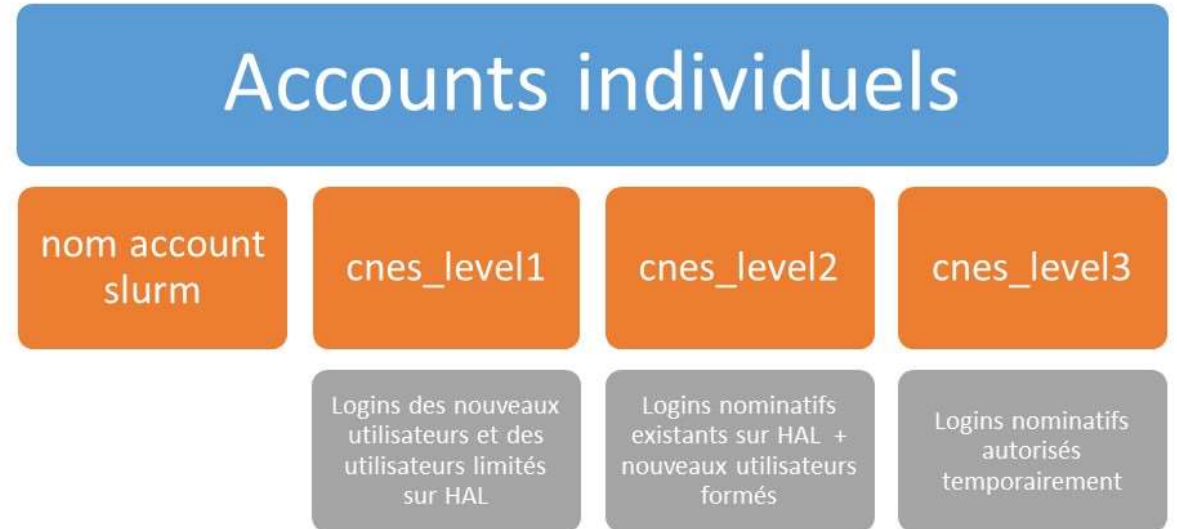 Accounts individuels
nom account
slurm
cnes_level1
cnes_level2
cnes_level3
Logins des nouveaux
utilisateurs et des
utilisateurs limités
sur HAL
Logins nominatifs
existants sur HAL +
nouveaux utilisateurs
formés
Logins nominatifs
autorisés
temporairement